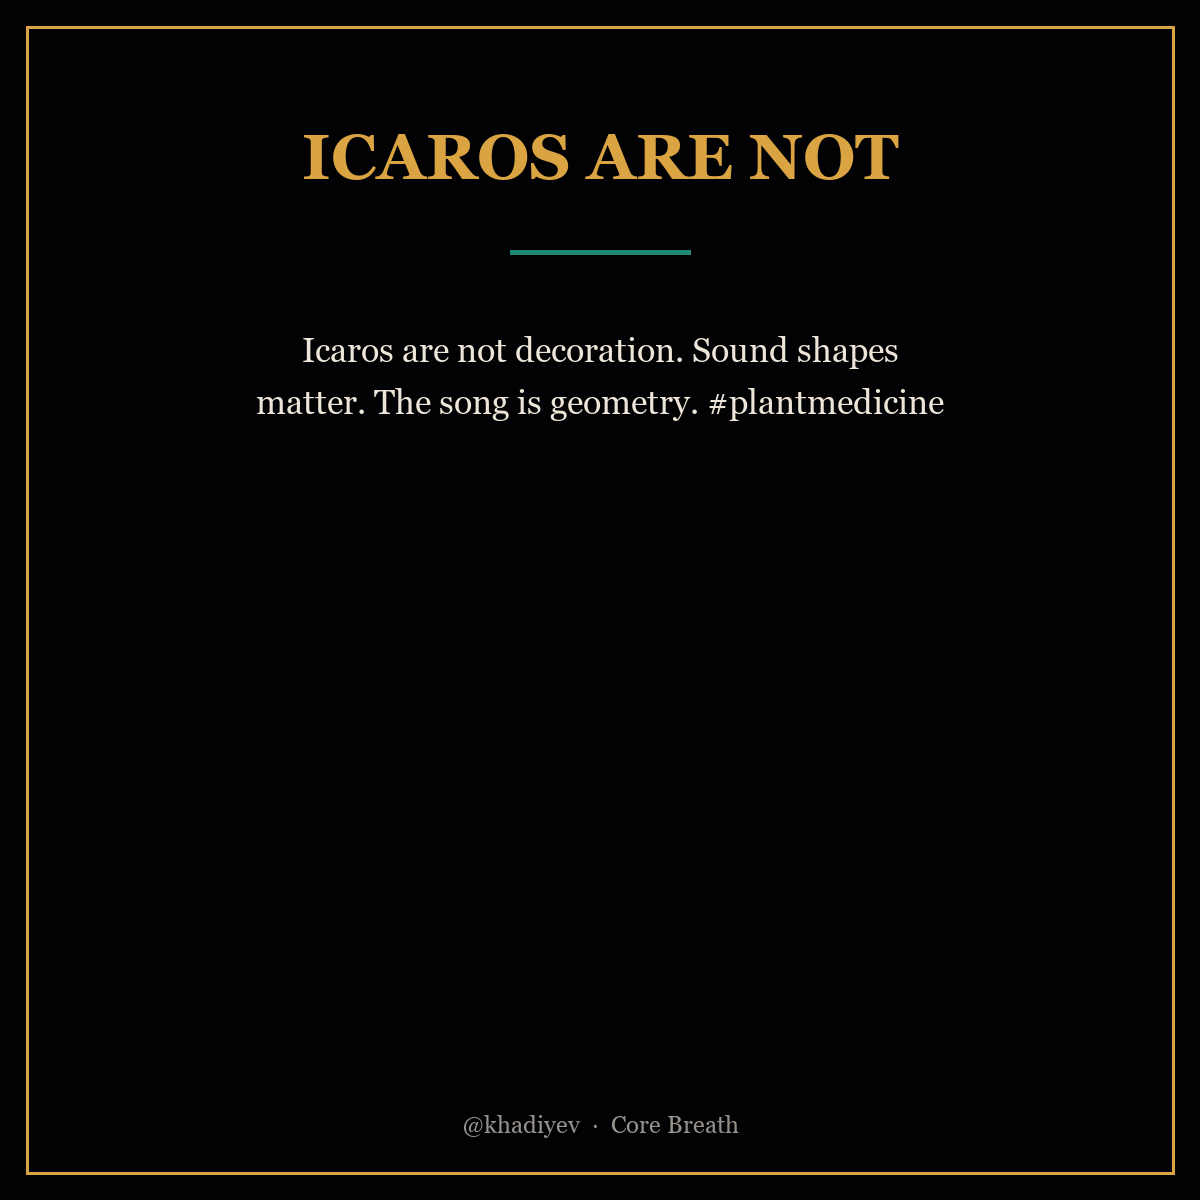 ICAROS ARE NOT
Icaros are not decoration. Sound shapes
matter. The song is geometry. #plantmedicine
@khadiyev · Core Breath